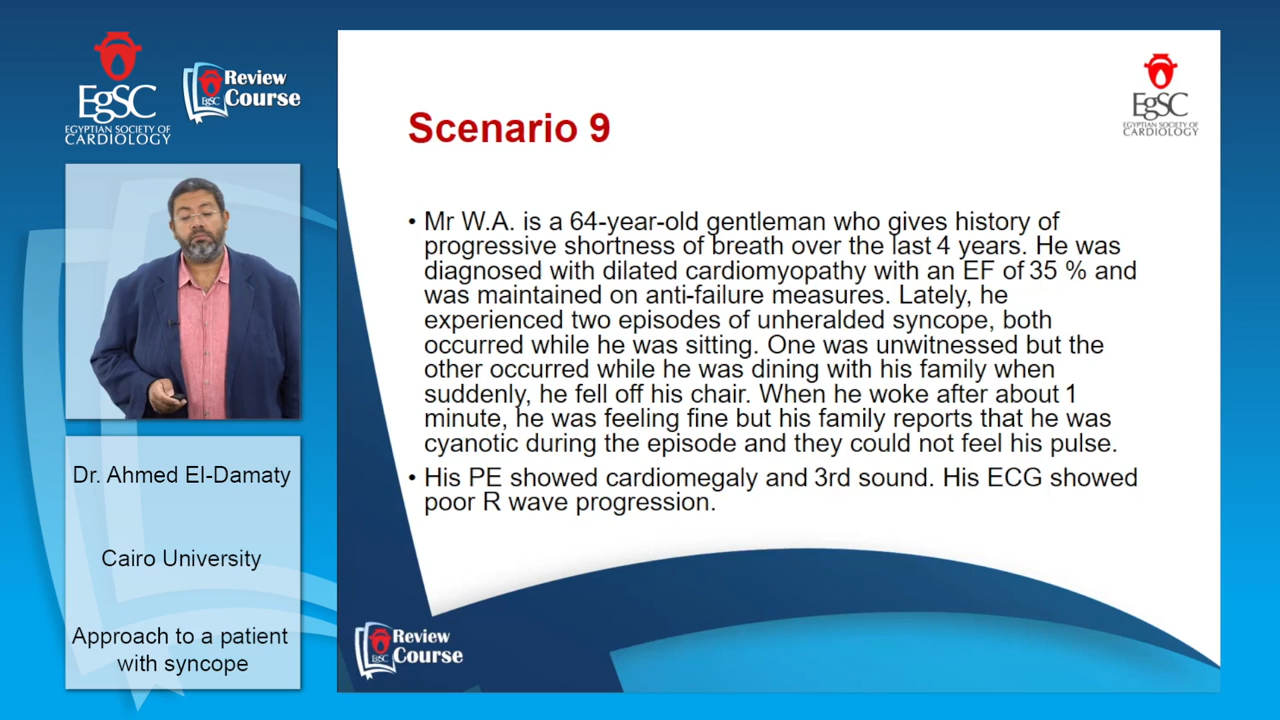 EgSC
EGYPTIAN SOCIETY OF
CARDIOLOGY
EgSC
Review
Course
EgSC
EGYPTIAN SOCIETY OF
CARDIOLOGY
Scenario 9
• Mr W.A. is a 64-year-old gentleman who gives history of
progressive shortness of breath over the last 4 years. He was
diagnosed with dilated cardiomyopathy with an EF of 35 % and
was maintained on anti-failure measures. Lately, he
experienced two episodes of unheralded syncope, both
occurred while he was sitting. One was unwitnessed but the
other occurred while he was dining with his family when
suddenly, he fell off his chair. When he woke after about 1
minute, he was feeling fine but his family reports that he was
cyanotic during the episode and they could not feel his pulse.
• His PE showed cardiomegaly and 3rd sound. His ECG showed
poor R wave progression.
Dr. Ahmed El-Damaty
Cairo University
Approach to a patient
with syncope
EgSC
Review
Course